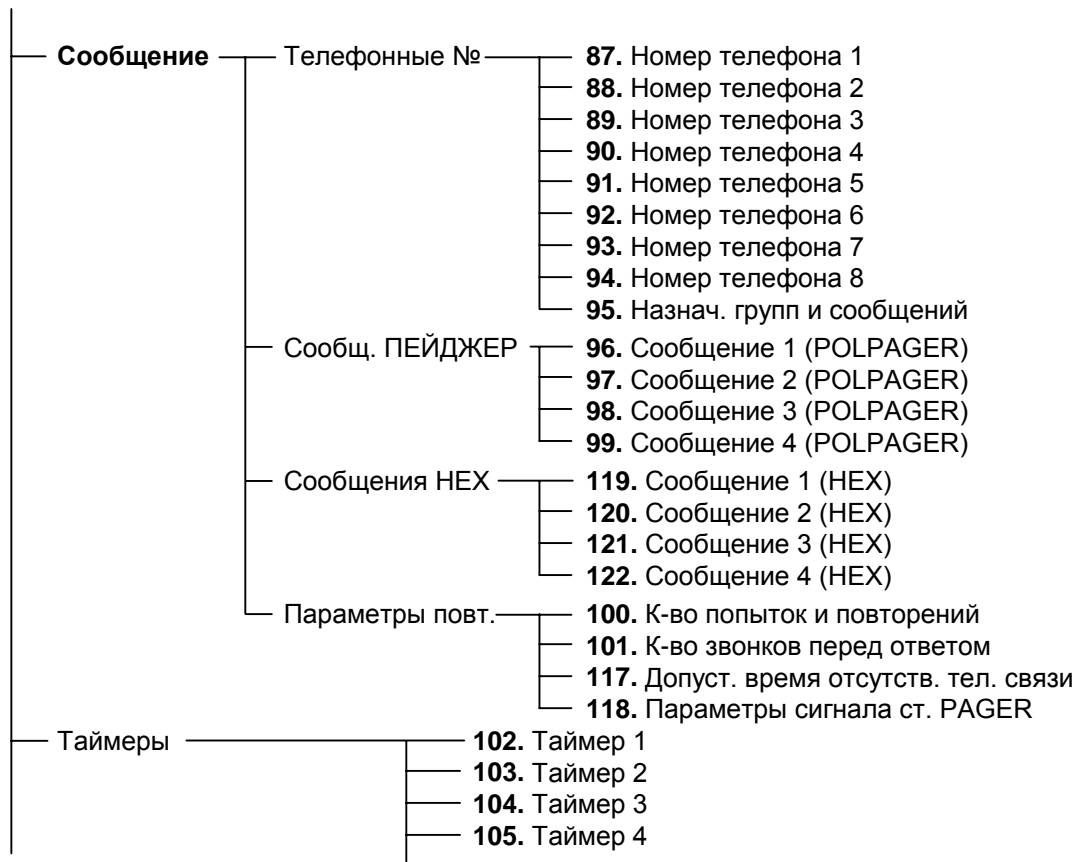 Сообщение Телефонные № 87. Номер телефона 1
88. Номер телефона 2
89. Номер телефона 3
90. Номер телефона 4
91. Номер телефона 5
92. Номер телефона 6
93. Номер телефона 7
94. Номер телефона 8
95. Назнач. групп и сообщений
Сообщ. ПЕЙДЖЕР 96. Сообщение 1 (POLPAGER)
97. Сообщение 2 (POLPAGER)
98. Сообщение 3 (POLPAGER)
99. Сообщение 4 (POLPAGER)
Сообщения HEX 119. Сообщение 1 (HEX)
120. Сообщение 2 (HEX)
121. Сообщение 3 (HEX)
122. Сообщение 4 (HEX)
Параметры повт. 100. К-во попыток и повторений
101. К-во звонков перед ответом
117. Допуст. время отсутств. тел. связи
118. Параметры сигнала ст. PAGER
Таймеры 102. Таймер 1
103. Таймер 2
104. Таймер 3
105. Таймер 4